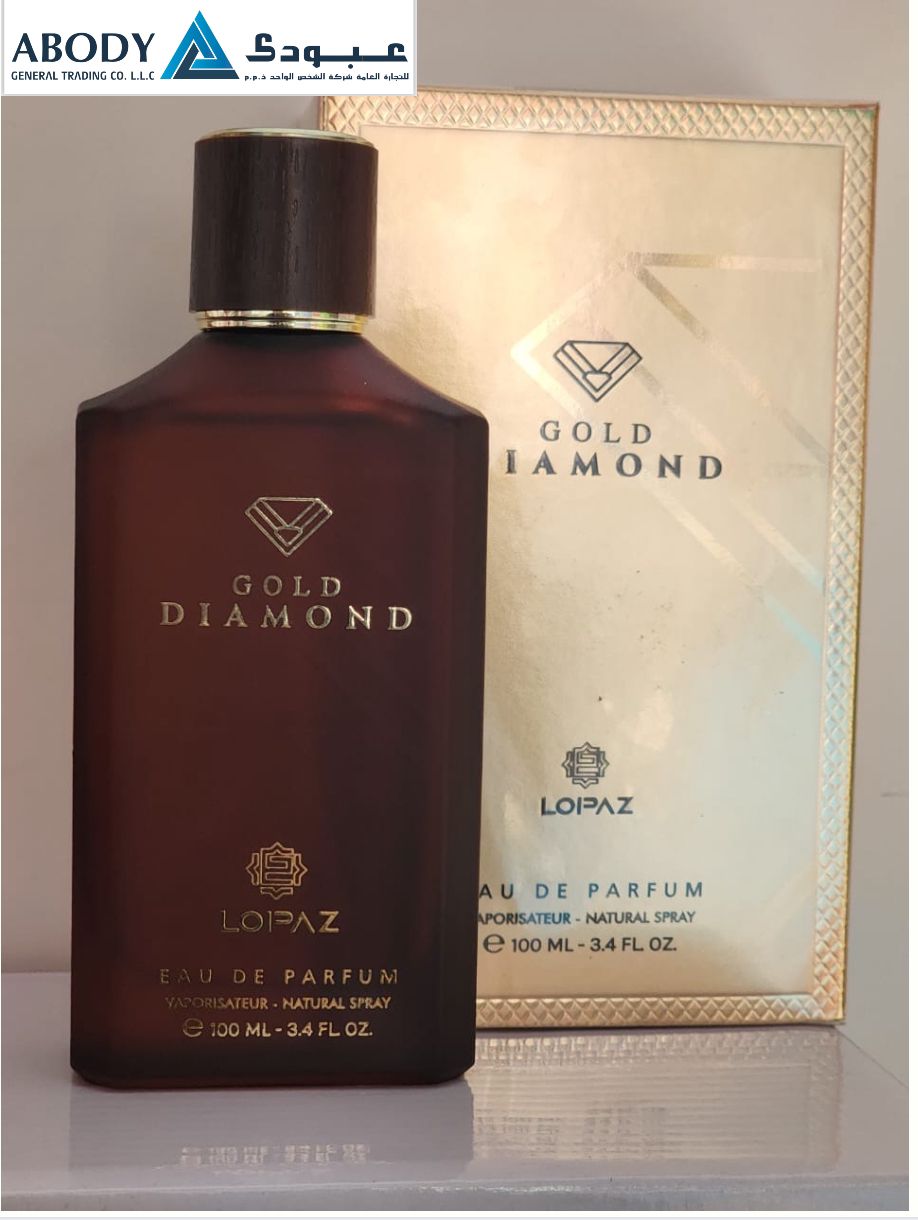 ABODY عبودي
GENERAL TRADING CO. L.L.C للتجارة العامة شركة الشخص الواحد ذ.م.م
GOLD
DIAMOND
LOPAZ
EAU DE PARFUM
VAPORISATEUR - NATURAL SPRAY
e 100 ML - 3.4 FL. OZ.
GOLD
IAMOND
LOPAZ
AU DE PARFUM
APORISATEUR - NATURAL SPRAY
e 100 ML - 3.4 FL. OZ.